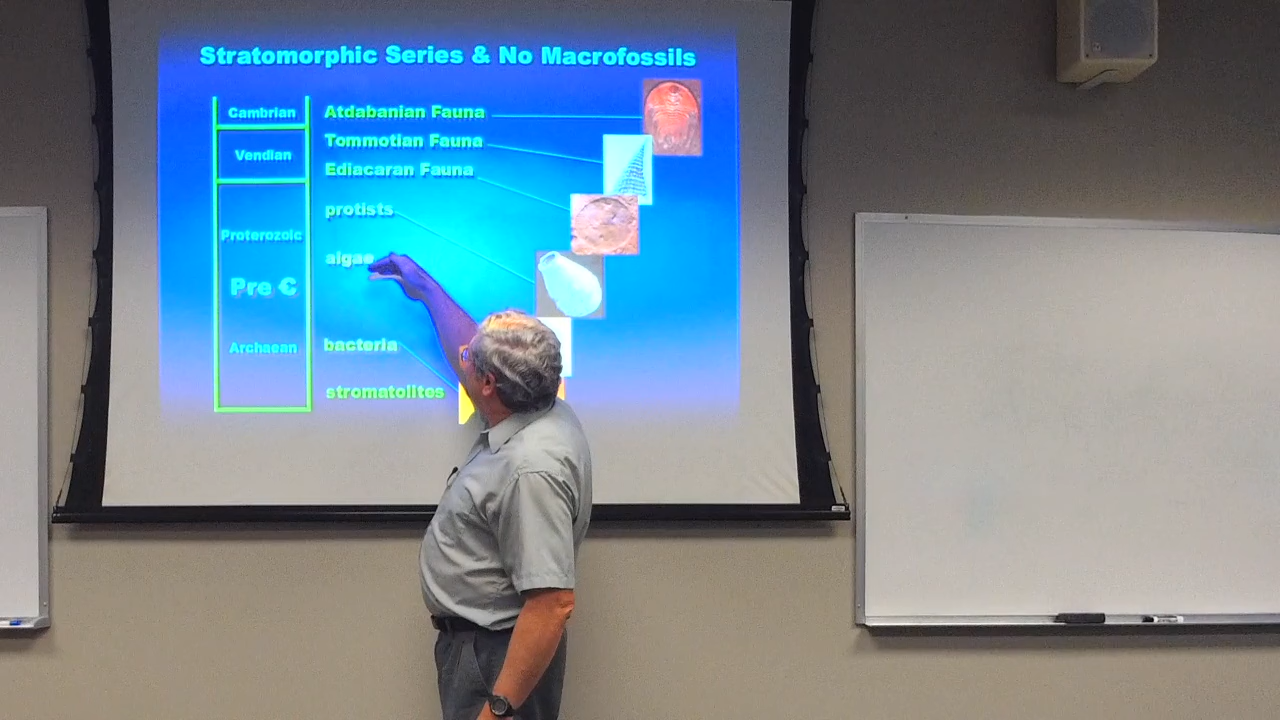 Stratomorphic Series & No Macrofossils
Cambrian
Atdabanian Fauna
Tommotian Fauna
Vendian
Ediacaran Fauna
protists
Proterozoic
algae
Pre Є
Archaean
bacteria
stromatolites